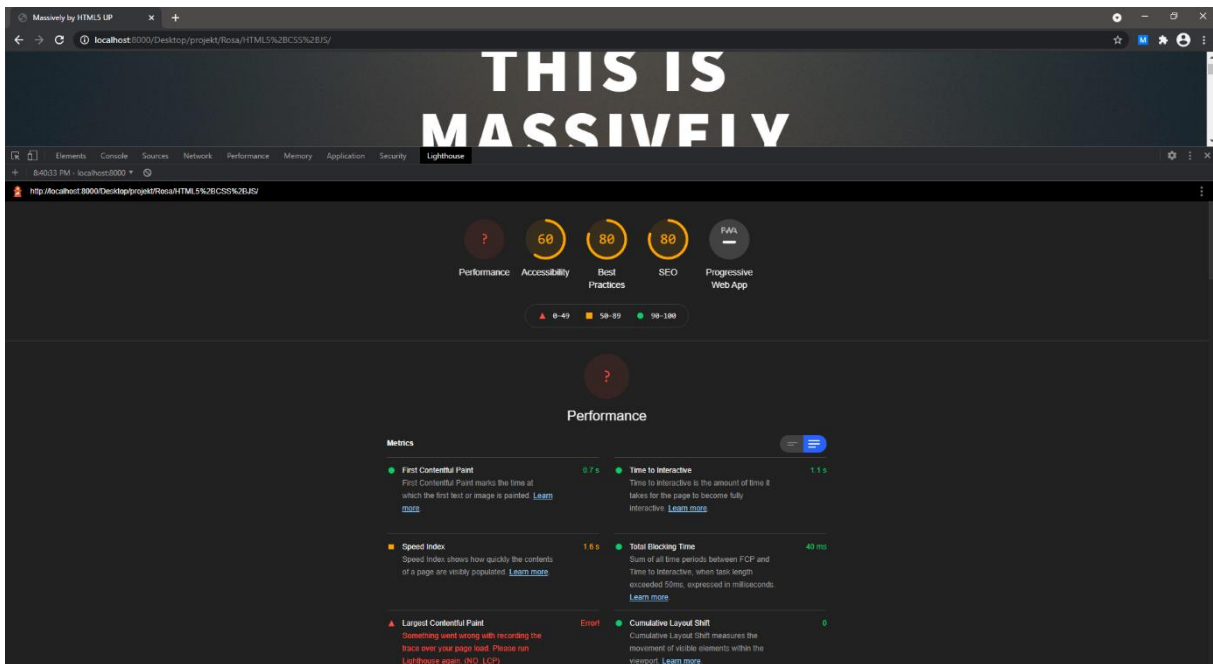 Massively by HTML5 UP
localhost:8000/Desktop/projekt/Rosa/HTML5%2BCSS%2BJS/
THIS IS
MASSIVELY
Elements Console Sources Network Performance Memory Application Security Lighthouse
8:40:33 PM - localhost:8000
http://localhost:8000/Desktop/projekt/Rosa/HTML5%2BCSS%2BJS/
? 60 80 80 PWA
Performance Accessibility Best Practices SEO Progressive Web App
0-49 50-89 90-100
?
Performance
Metrics
First Contentful Paint 0.7 s
First Contentful Paint marks the time at
which the first text or image is painted. Learn
more.
Time to Interactive 1.1 s
Time to interactive is the amount of time it
takes for the page to become fully
interactive. Learn more.
Speed Index 1.6 s
Speed Index shows how quickly the contents
of a page are visibly populated. Learn more.
Total Blocking Time 40 ms
Sum of all time periods between FCP and
Time to Interactive, when task length
exceeded 50ms, expressed in milliseconds.
Learn more.
Largest Contentful Paint Error!
Something went wrong with recording the
trace over your page load. Please run
Lighthouse again. (NO_LCP)
Cumulative Layout Shift 0
Cumulative Layout Shift measures the
movement of visible elements within the
viewport. Learn more.